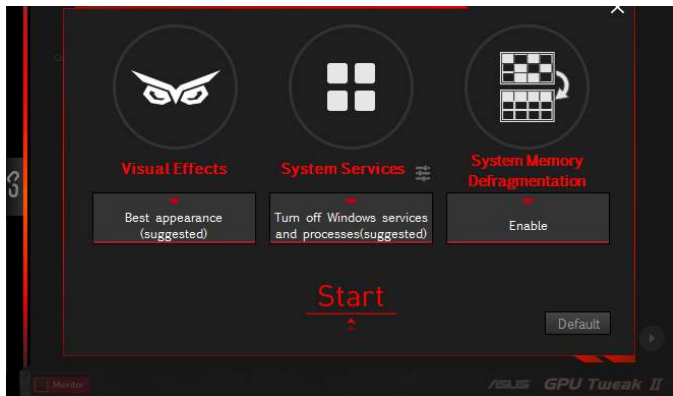 Visual Effects
System Services
System Memory
Defragmentation
Best appearance
(suggested)
Turn off Windows services
and processes(suggested)
Enable
Start
Default
Monitor
ASUS GPU Tweak II